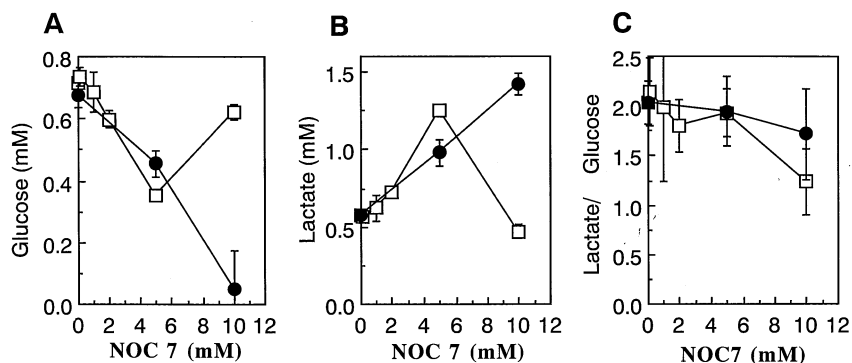 A
B
C
0.8
0.6
0.4
0.2
0.0
Glucose (mM)
0 2 4 6 8 10 12
NOC 7 (mM)
1.5
1.0
0.5
0.0
Lactate (mM)
0 2 4 6 8 10 12
NOC 7 (mM)
2.5
2.0
1.5
1.0
0.5
0.0
Lactate/ Glucose
0 2 4 6 8 10 12
NOC7 (mM)